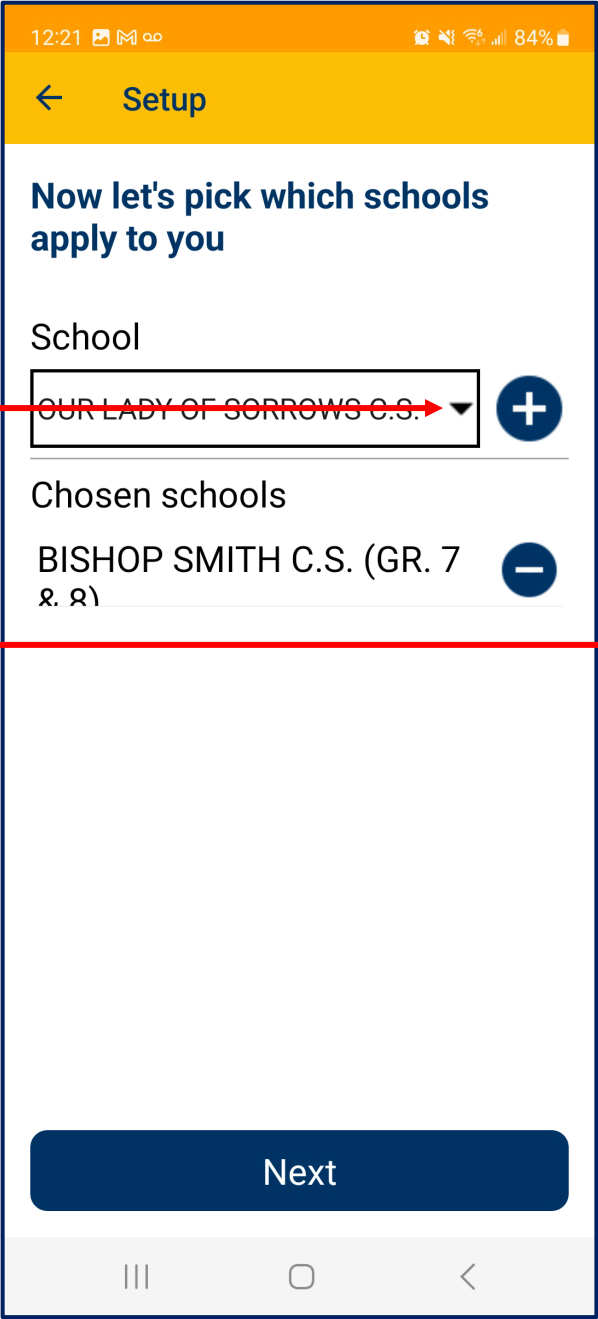 12:21 84%
Setup
Now let's pick which schools
apply to you
School
OUR LADY OF SORROWS C.S.
Chosen schools
BISHOP SMITH C.S. (GR. 7
& 8)
Next